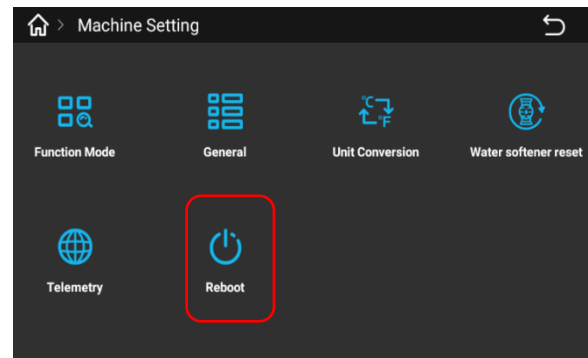 > Machine Setting
°C
°F
Function Mode
General
Unit Conversion
Water softener reset
Telemetry
Reboot